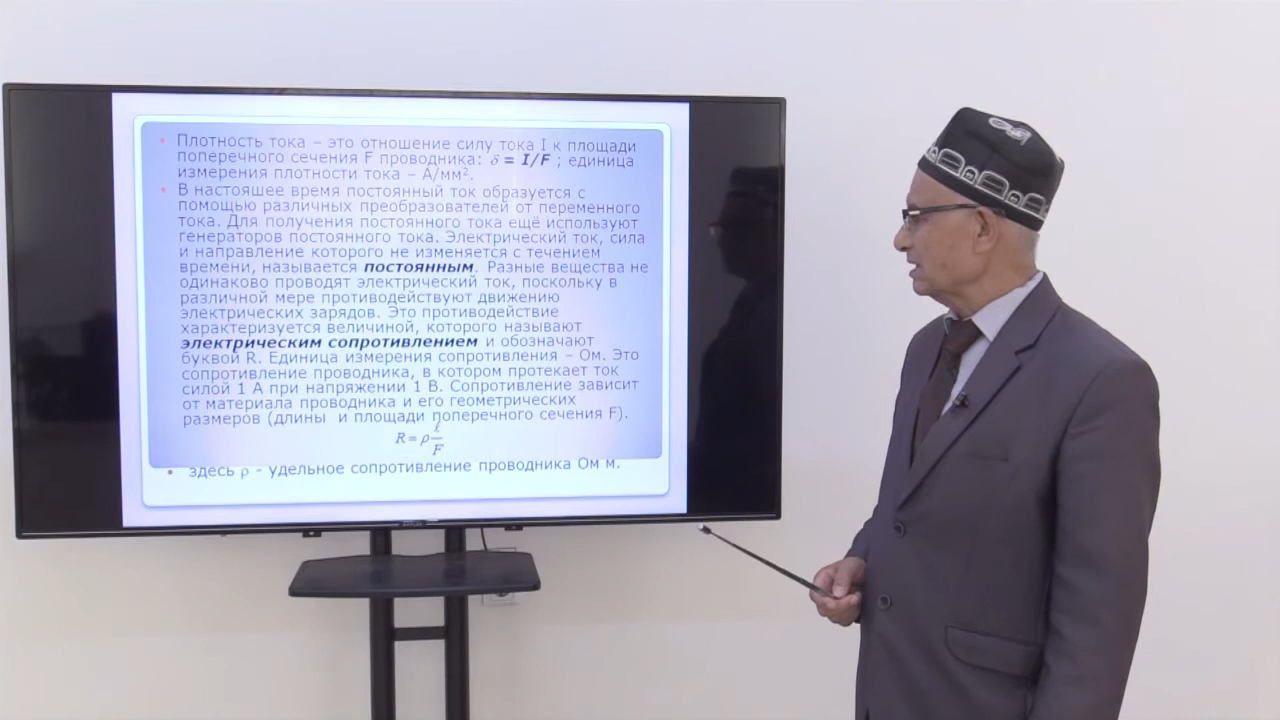 Плотность тока – это отношение силу тока I к площади
поперечного сечения F проводника: δ = I/F ; единица
измерения плотности тока – А/мм².
В настояшее время постоянный ток образуется с
помощью различных преобразователей от переменного
тока. Для получения постоянного тока ещё используют
генераторов постоянного тока. Электрический ток, сила
и направление которого не изменяется с течением
времени, называется постоянным. Разные вещества не
одинаково проводят электрический ток, поскольку в
различной мере противодействуют движению
электрических зарядов. Это противодействие
характеризуется величиной, которого называют
электрическим сопротивлением и обозначают
буквой R. Единица измерения сопротивления – Ом. Это
сопротивление проводника, в котором протекает ток
силой 1 А при напряжении 1 В. Сопротивление зависит
от материала проводника и его геометрических
размеров (длины и площади поперечного сечения F).
R = ρ ℓ/F
здесь ρ - удельное сопротивление проводника Ом м.